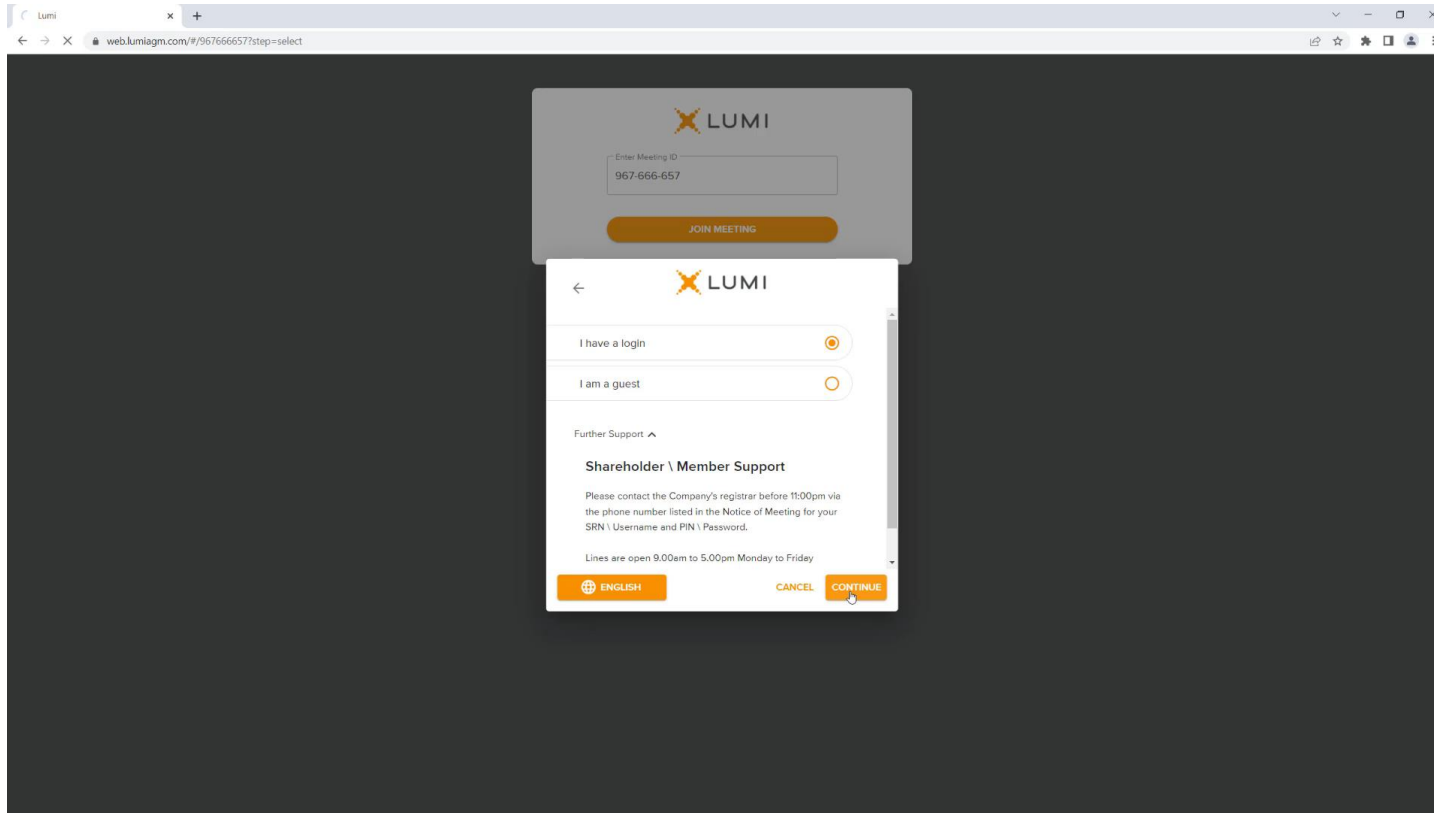 Lumi
web.lumiagm.com/#/967666657?step=select
LUMI
Enter Meeting ID
967-666-657
JOIN MEETING
LUMI
I have a login
I am a guest
Further Support
Shareholder \ Member Support
Please contact the Company's registrar before 11:00pm via
the phone number listed in the Notice of Meeting for your
SRN \ Username and PIN \ Password.
Lines are open 9.00am to 5.00pm Monday to Friday
ENGLISH
CANCEL
CONTINUE